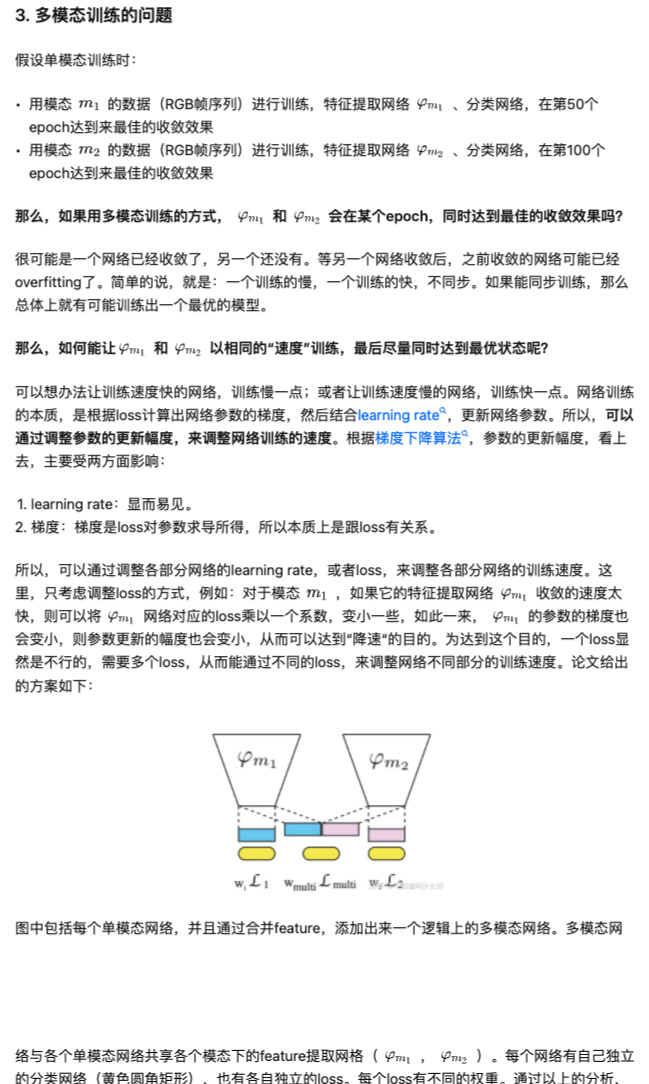 3. 多模态训练的问题
假设单模态训练时：
• 用模态 m₁ 的数据（RGB帧序列）进行训练，特征提取网络 φm₁ 、分类网络，在第50个
epoch达到来最佳的收敛效果
• 用模态 m₂ 的数据（RGB帧序列）进行训练，特征提取网络 φm₂ 、分类网络，在第100个
epoch达到来最佳的收敛效果
那么，如果用多模态训练的方式， φm₁ 和 φm₂ 会在某个epoch，同时达到最佳的收敛效果吗？
很可能是一个网络已经收敛了，另一个还没有。等另一个网络收敛后，之前收敛的网络可能已经
overfitting了。简单的说，就是：一个训练的慢，一个训练的快，不同步。如果能同步训练，那么
总体上就有可能训练出一个最优的模型。
那么，如何能让 φm₁ 和 φm₂ 以相同的“速度”训练，最后尽量同时达到最优状态呢？
可以想办法让训练速度快的网络，训练慢一点；或者让训练速度慢的网络，训练快一点。网络训练
的本质，是根据loss计算出网络参数的梯度，然后结合learning rate，更新网络参数。所以，可以
通过调整参数的更新幅度，来调整网络训练的速度。根据梯度下降算法，参数的更新幅度，看上
去，主要受两方面影响：
1. learning rate：显而易见。
2. 梯度：梯度是loss对参数求导所得，所以本质上是跟loss有关系。
所以，可以通过调整各部分网络的learning rate，或者loss，来调整各部分网络的训练速度。这
里，只考虑调整loss的方式，例如：对于模态 m₁ ，如果它的特征提取网络 φm₁ 收敛的速度太
快，则可以将 φm₁ 网络对应的loss乘以一个系数，变小一些，如此一来， φm₁ 的参数的梯度也
会变小，则参数更新的幅度也会变小，从而可以达到“降速“的目的。为达到这个目的，一个loss显
然是不行的，需要多个loss，从而能通过不同的loss，来调整网络不同部分的训练速度。论文给出
的方案如下：
φm₁ φm₂
w₁ℒ₁ w multi ℒ multi w₂ℒ₂
图中包括每个单模态网络，并且通过合并feature，添加出来一个逻辑上的多模态网络。多模态网
络与各个单模态网络共享各个模态下的feature提取网格（ φm₁ ， φm₂ ）。每个网络有自己独立
的分类网络（黄色圆角矩形），也有各自独立的loss。每个loss有不同的权重。通过以上的分析，